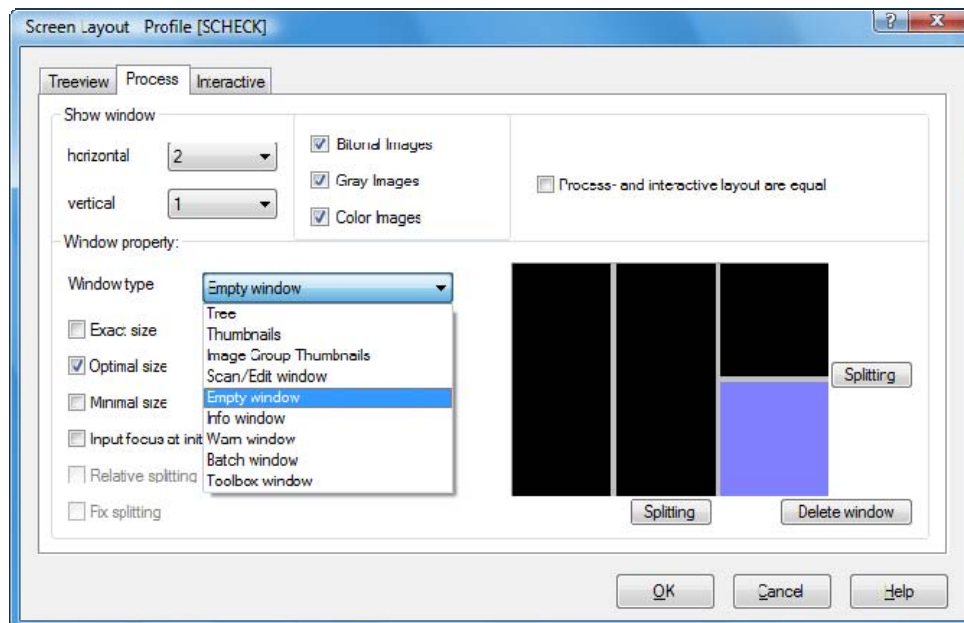 Screen Layout Profile [SCHECK]
?
Treeview Process Interactive
Show window
horizontal 2
vertical 1
Bitonal Images
Gray Images
Color Images
Process- and interactive layout are equal
Window property:
Window type Empty window
Tree
Thumbnails
Image Group Thumbnails
Scan/Edit window
Empty window
Info window
Warn window
Batch window
Toolbox window
Exact size
Optimal size
Minimal size
Input focus at init
Relative splitting
Fix splitting
Splitting
Splitting
Delete window
OK
Cancel
Help